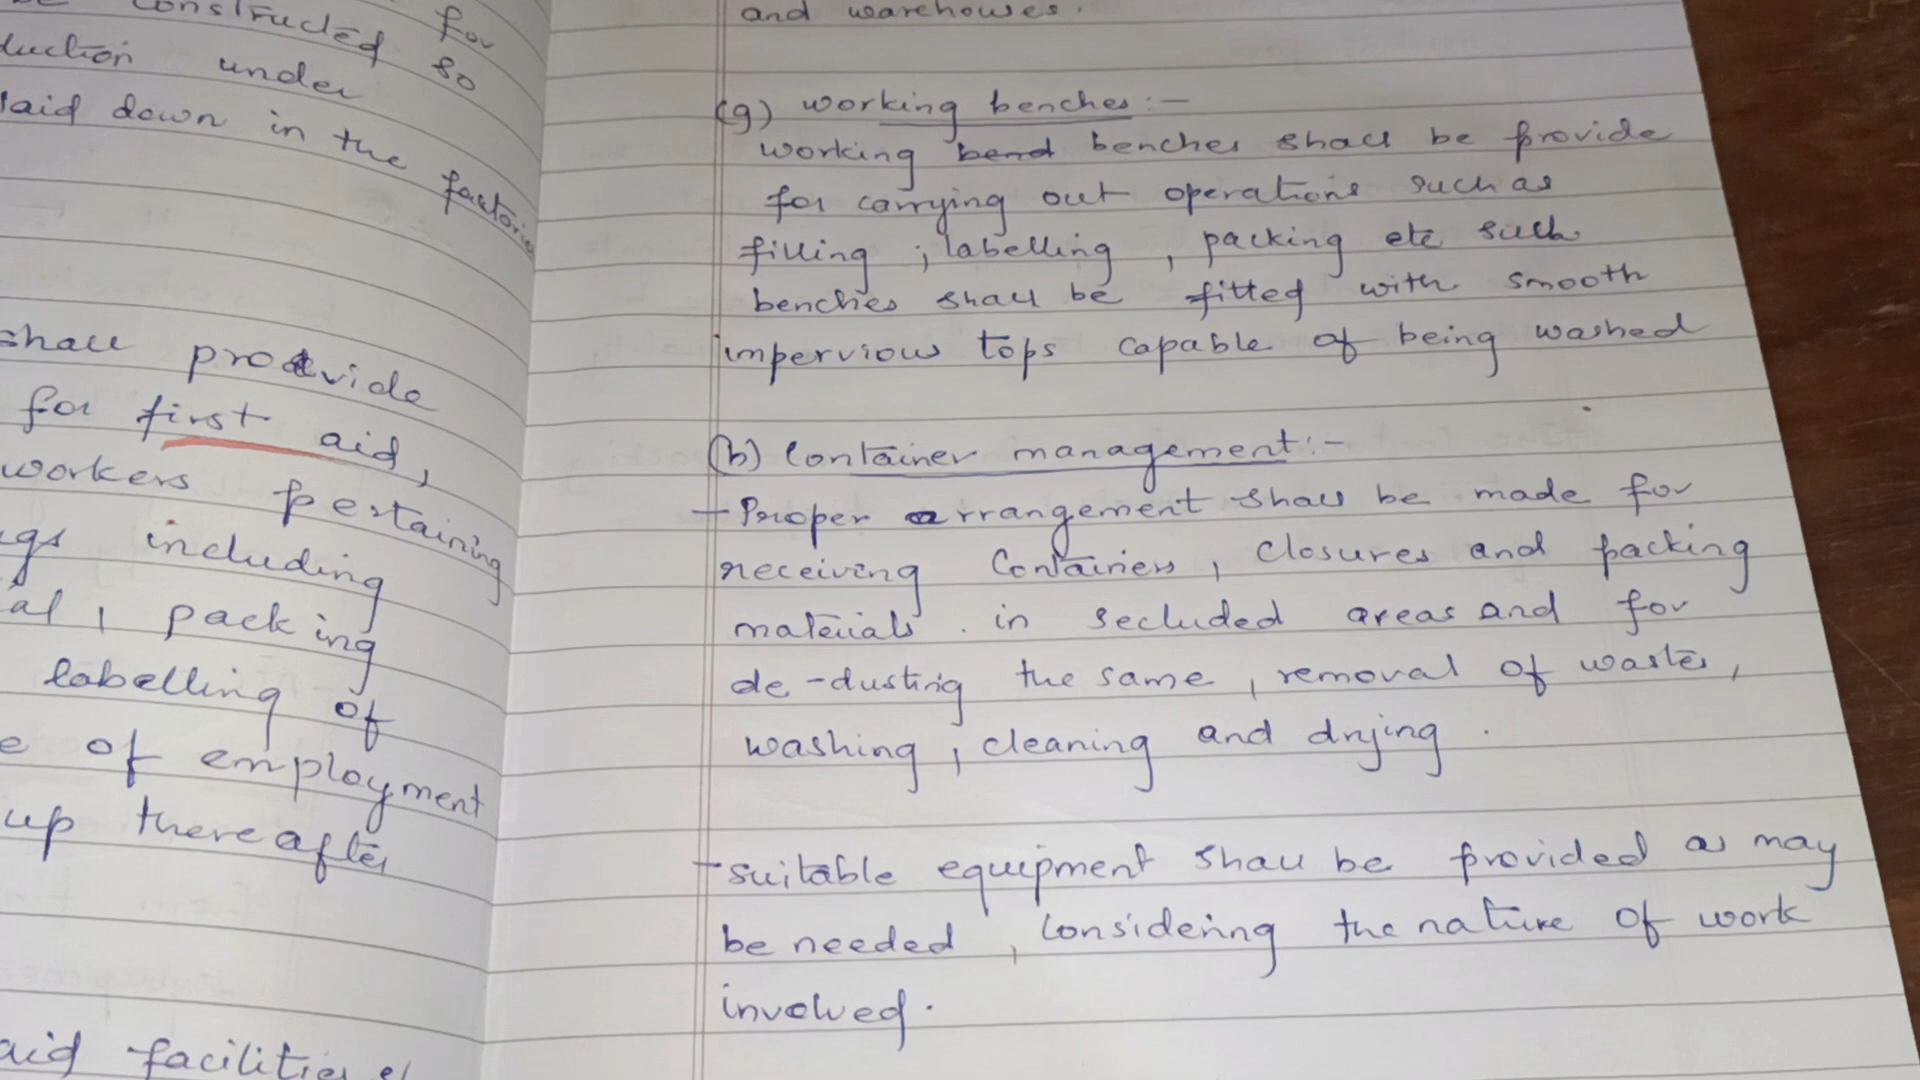 constructed for
duction under so
laid down in the factories
shall provide
for first aid,
workers pertaining
including
packing
labelling of
of employment
up thereafter
aid facilities
and warehouses.
(g) working benches :-
working bend benches shall be provide
for carrying out operations such as
filling ; labelling , packing etc such
benches shall be fitted with smooth
impervious tops capable of being washed
(h) Container management :-
- Proper arrangement shall be made for
receiving Containers , closures and packing
materials . in secluded areas and for
de-dusting the same , removal of wastes ,
washing , cleaning and drying .
- suitable equipment shall be provided as may
be needed , Considering the nature of work
involved .